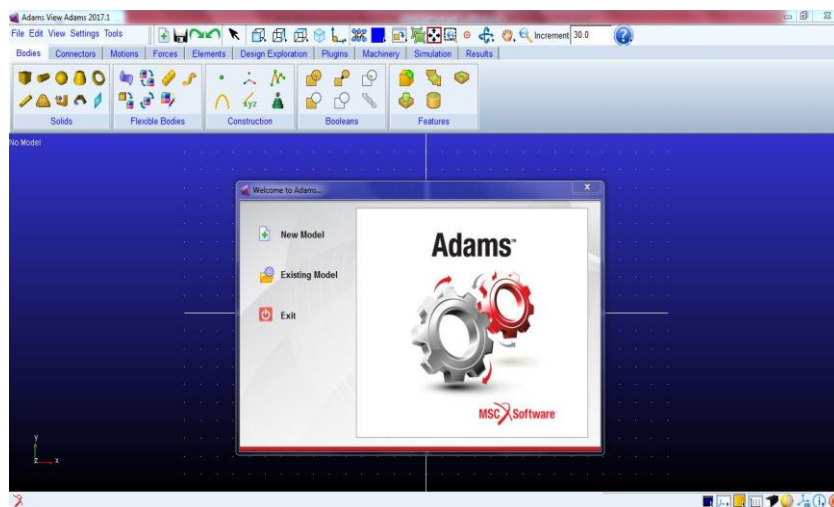 Adams View Adams 2017.1
File Edit View Settings Tools
Increment 30.0
Bodies Connectors Motions Forces Elements Design Exploration Plugins Machinery Simulation Results
Solids Flexible Bodies Construction Booleans Features
No Model
Welcome to Adams...
New Model
Existing Model
Exit
Adams™
MSC Software
y
z x